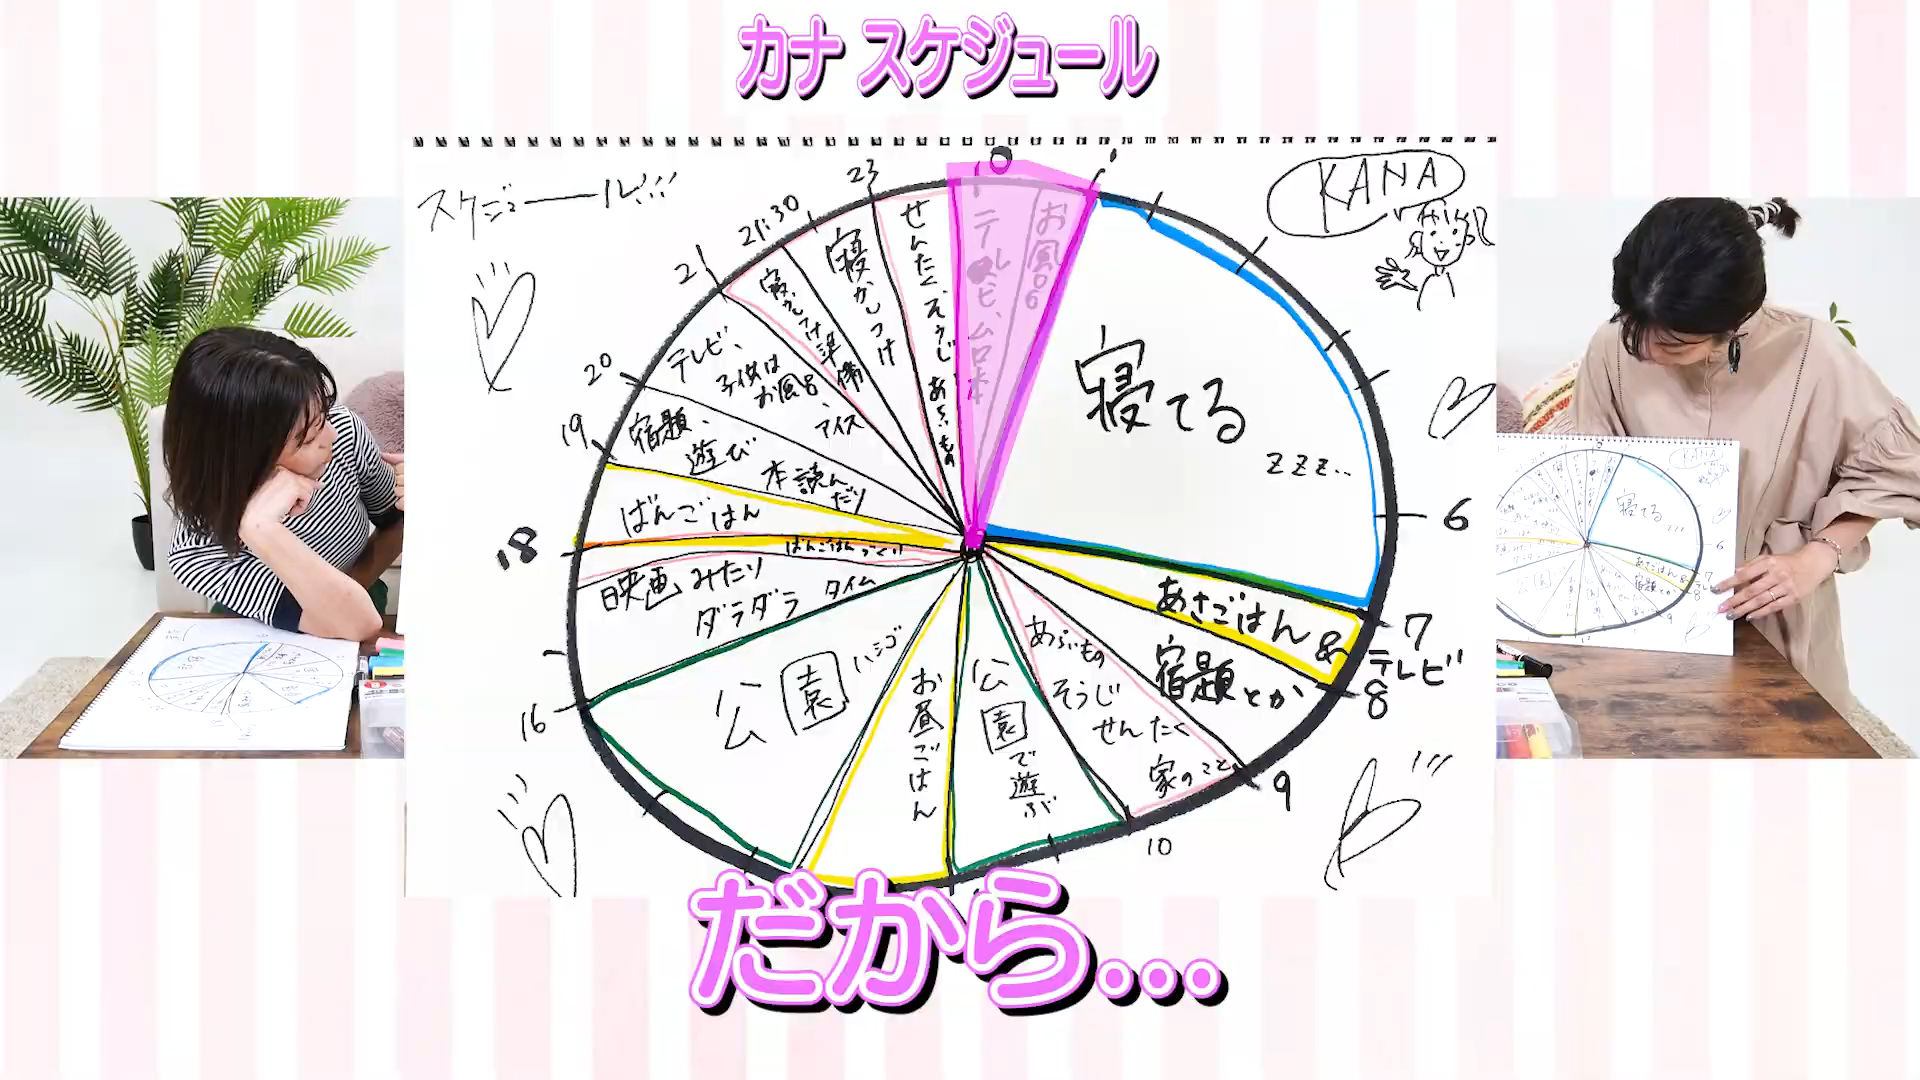 カナ スケジュール
スケジュール!!!
KANA
0
1
6
7
8
9
10
16
18
19
20
21
21:30
23
お風呂
寝てる
zzz...
あさごはん &
テレビ
宿題とか
あらいもの
そうじ
せんたく
家のこと
公園で遊ぶ
お昼ごはん
公園
ハシゴ
映画みたり
ダラダラ タイム
ばんごはんづくり
ばんごはん
宿題、
遊び
本読んだり
テレビ、
子供は
お風呂
、アイス
寝かしつけ準備
寝かしつけ
せんたく、そうじ あらいもの
だから...